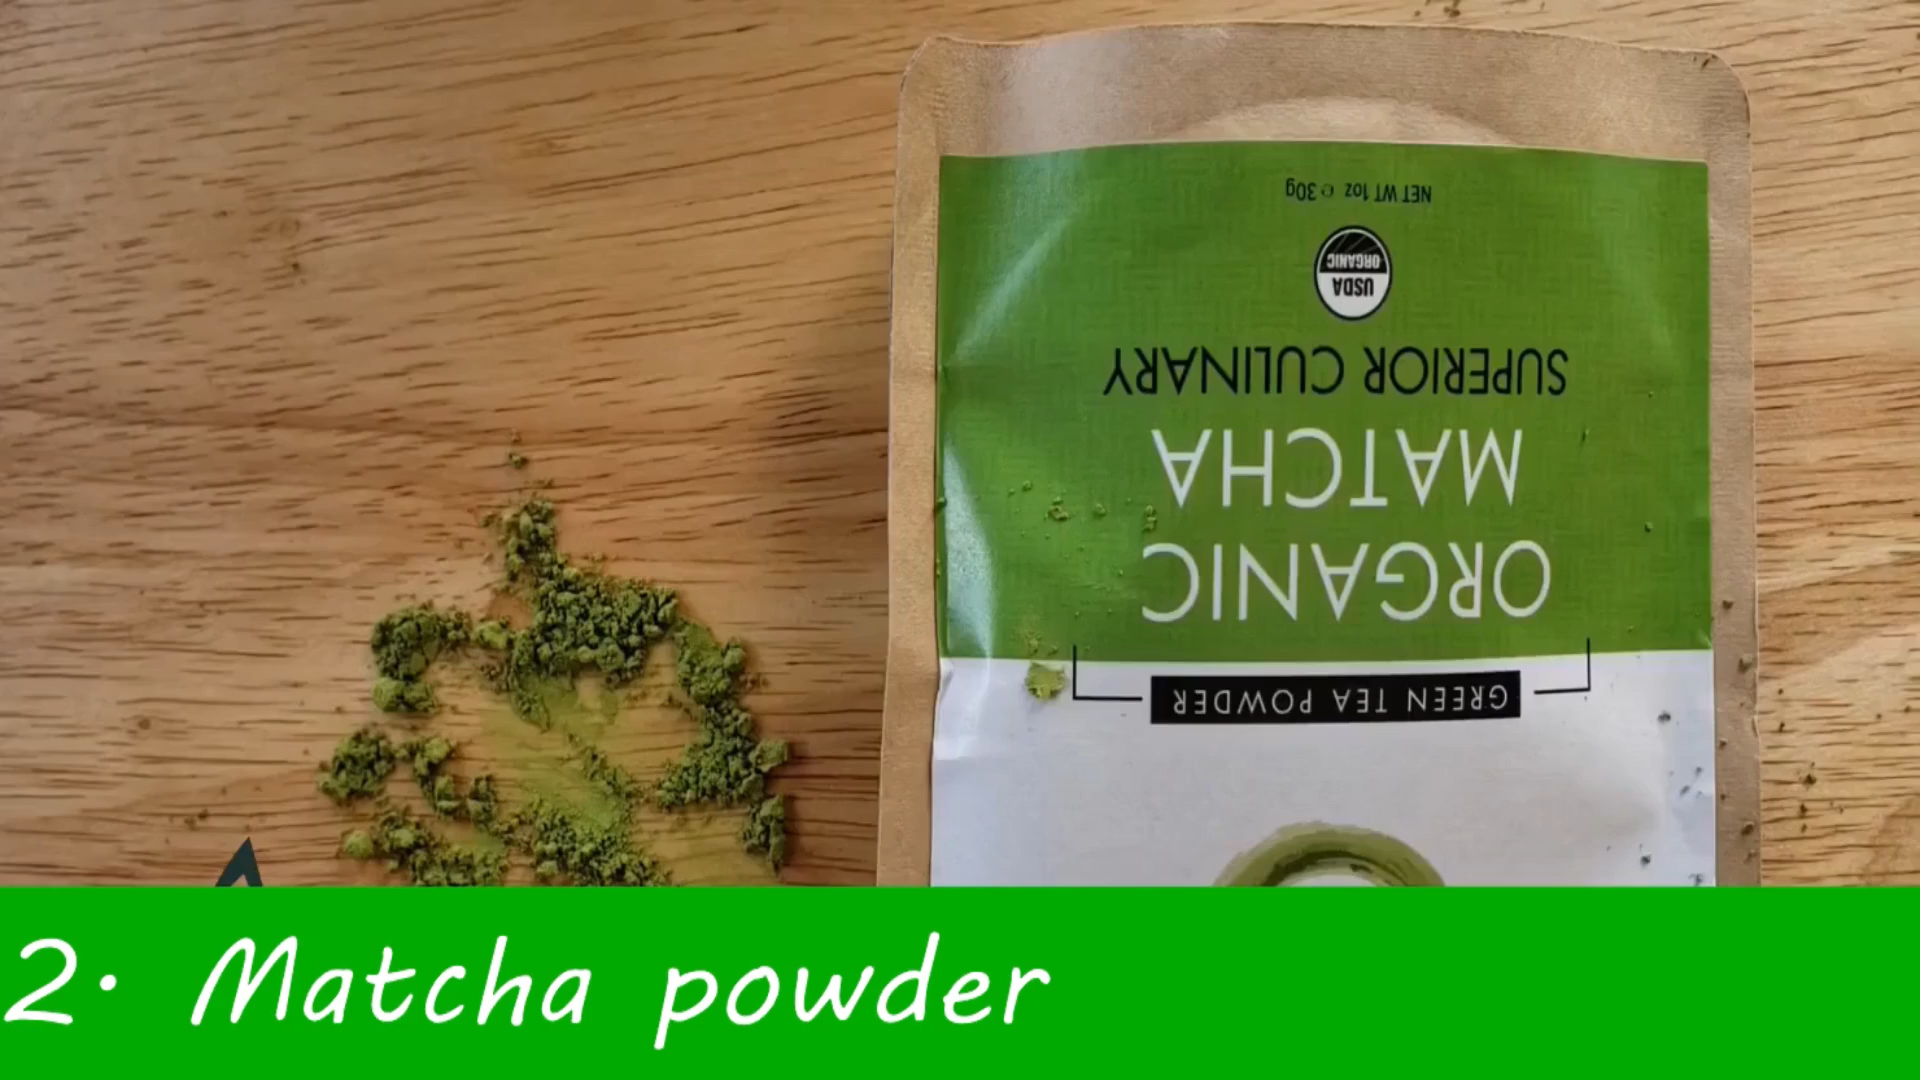 NET WT 1oz e 30g
USDA
ORGANIC
SUPERIOR CULINARY
MATCHA
ORGANIC
GREEN TEA POWDER
2. Matcha powder